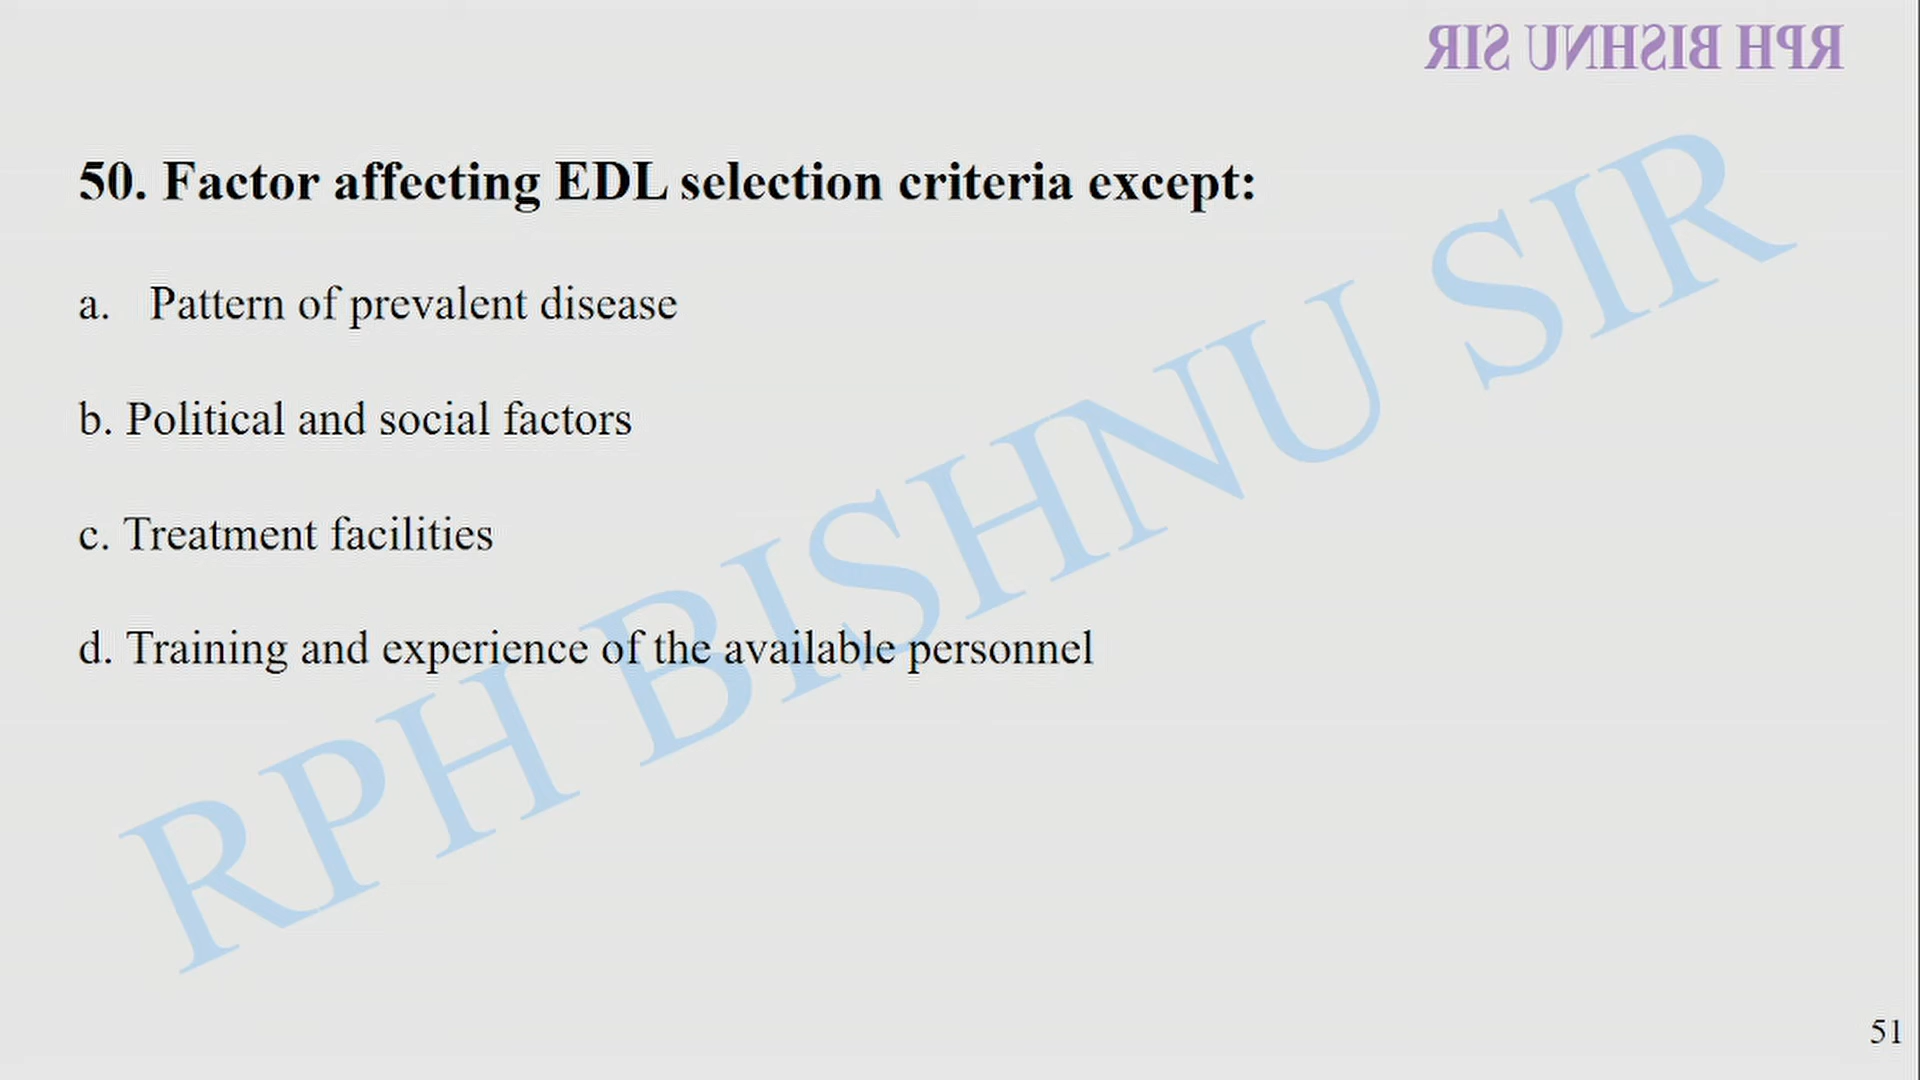 RPH BISHNU SIR
50. Factor affecting EDL selection criteria except:
a. Pattern of prevalent disease
b. Political and social factors
c. Treatment facilities
d. Training and experience of the available personnel
RPH BISHNU SIR
51